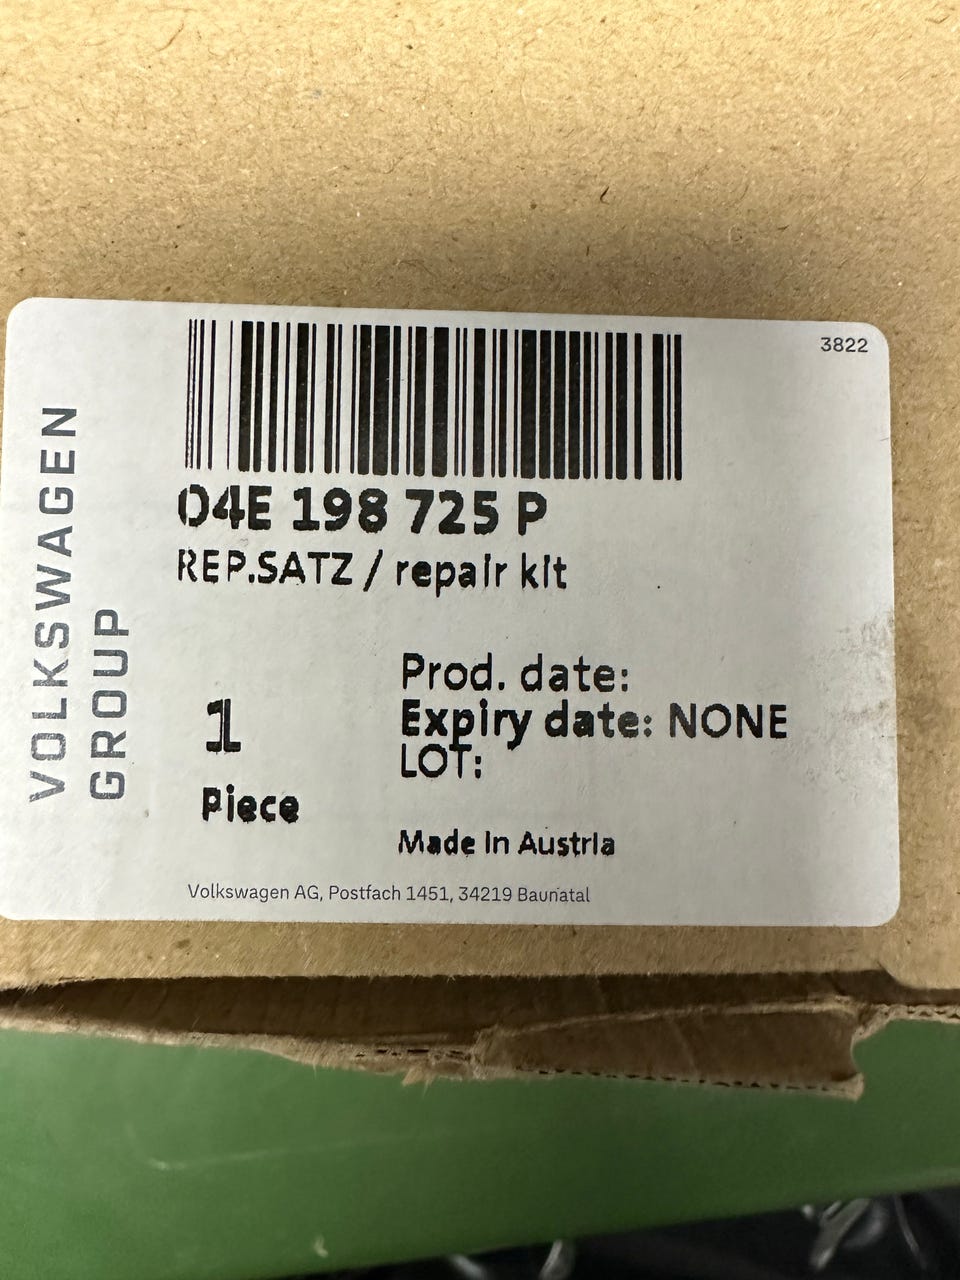 3822
VOLKSWAGEN
GROUP
04E 198 725 P
REP.SATZ / repair kit
1
Piece
Prod. date:
Expiry date: NONE
LOT:
Made in Austria
Volkswagen AG, Postfach 1451, 34219 Baunatal